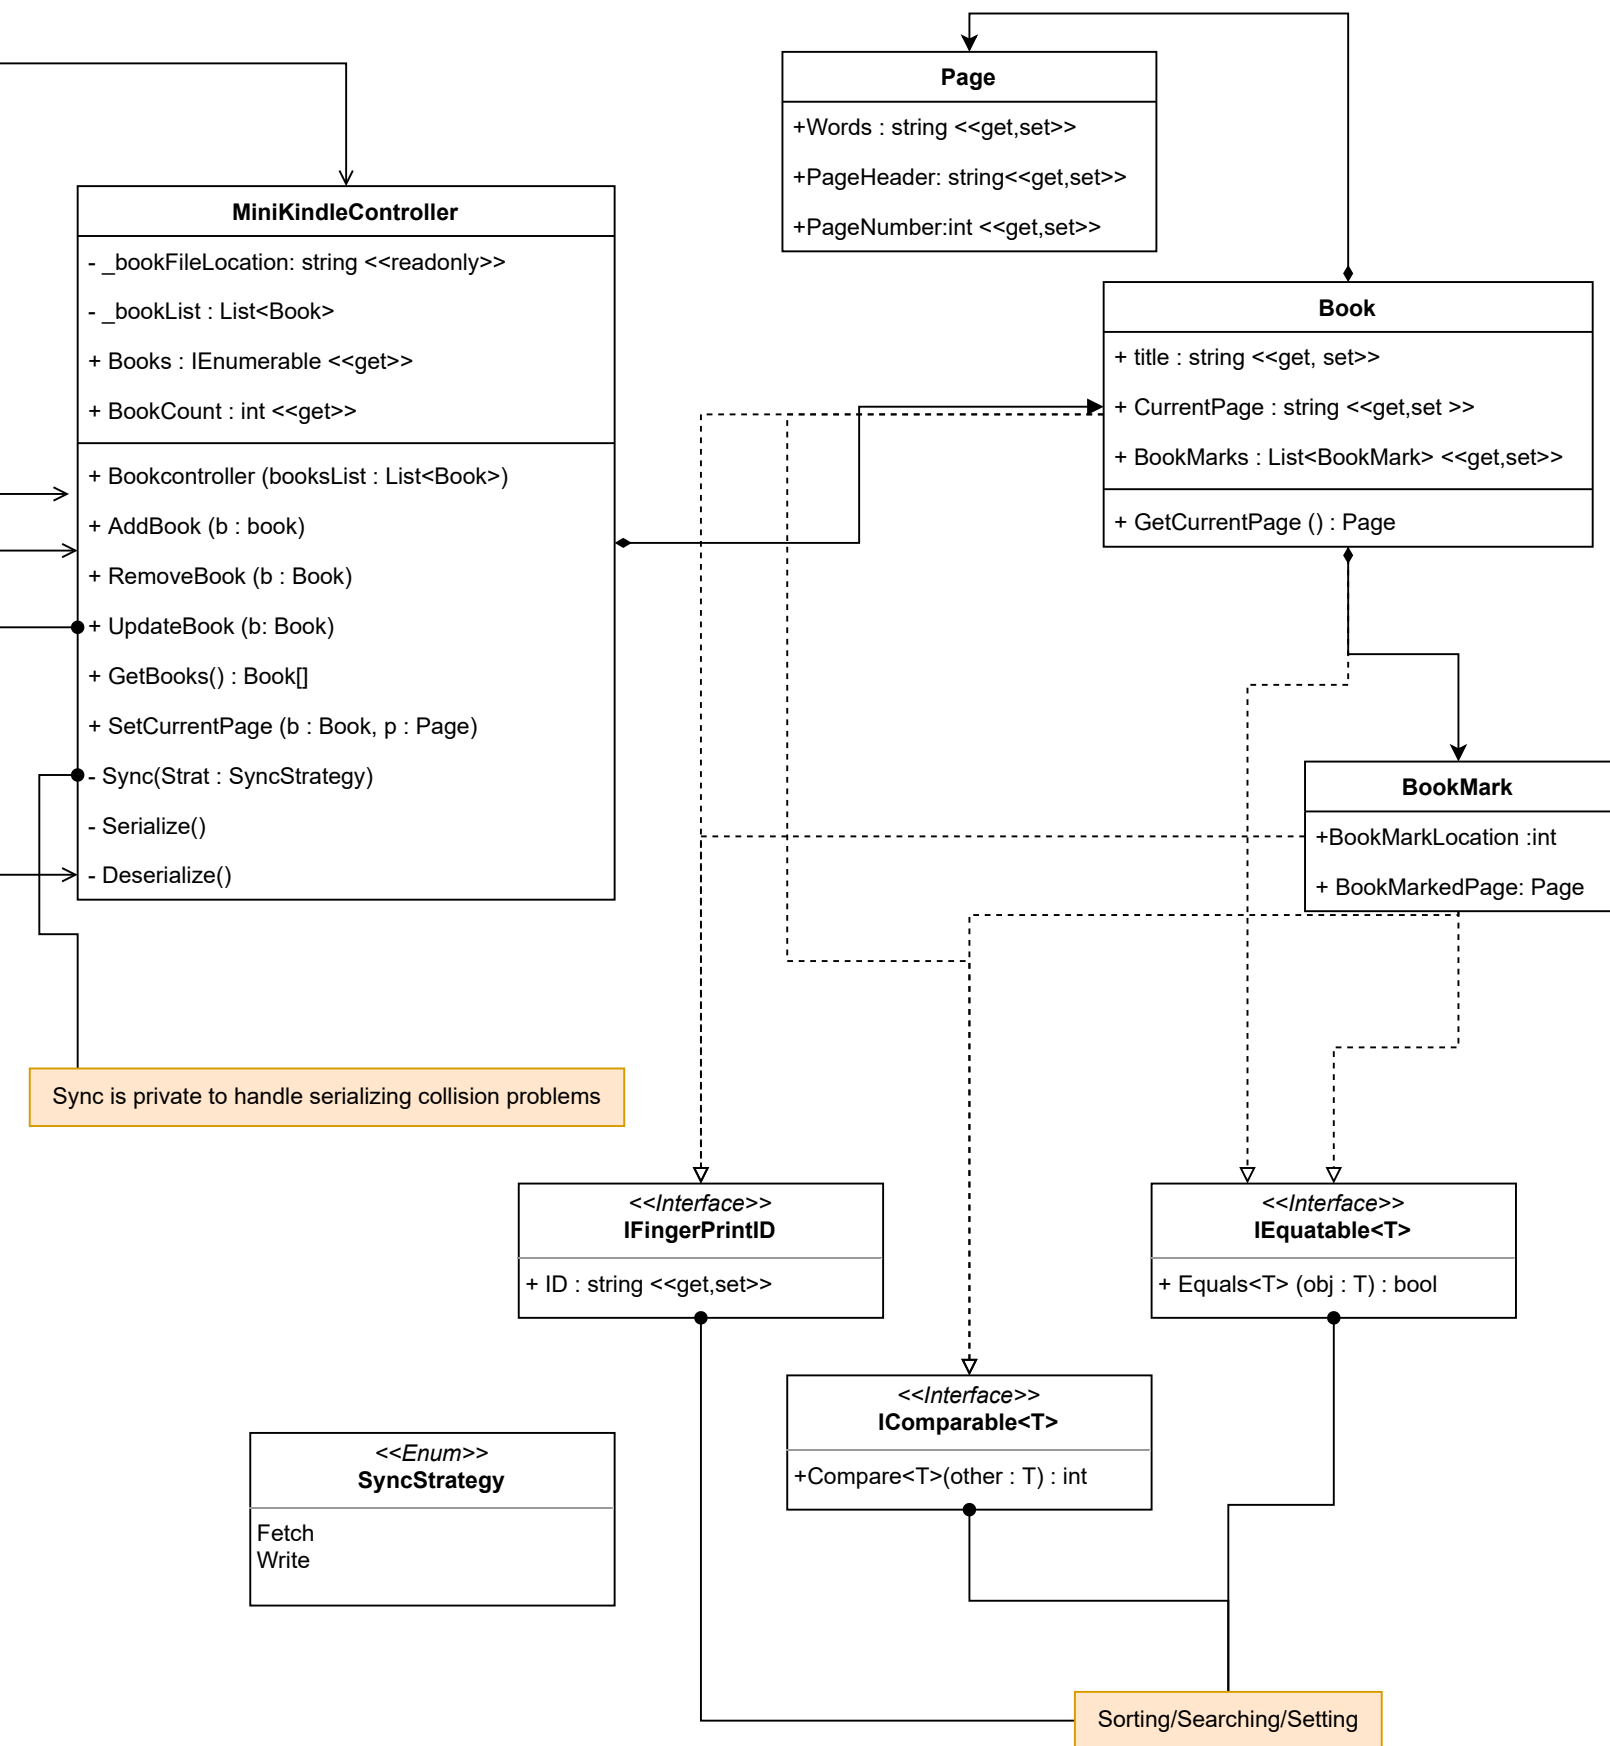 Page
+Words : string <<get,set>>
+PageHeader: string<<get,set>>
+PageNumber:int <<get,set>>
MiniKindleController
- _bookFileLocation: string <<readonly>>
- _bookList : List<Book>
+ Books : IEnumerable <<get>>
+ BookCount : int <<get>>
+ Bookcontroller (booksList : List<Book>)
+ AddBook (b : book)
+ RemoveBook (b : Book)
+ UpdateBook (b: Book)
+ GetBooks() : Book[]
+ SetCurrentPage (b : Book, p : Page)
- Sync(Strat : SyncStrategy)
- Serialize()
- Deserialize()
Book
+ title : string <<get, set>>
+ CurrentPage : string <<get,set >>
+ BookMarks : List<BookMark> <<get,set>>
+ GetCurrentPage () : Page
BookMark
+BookMarkLocation :int
+ BookMarkedPage: Page
Sync is private to handle serializing collision problems
<<Interface>>
IFingerPrintID
+ ID : string <<get,set>>
<<Interface>>
IEquatable<T>
+ Equals<T> (obj : T) : bool
<<Interface>>
IComparable<T>
+Compare<T>(other : T) : int
<<Enum>>
SyncStrategy
Fetch
Write
Sorting/Searching/Setting